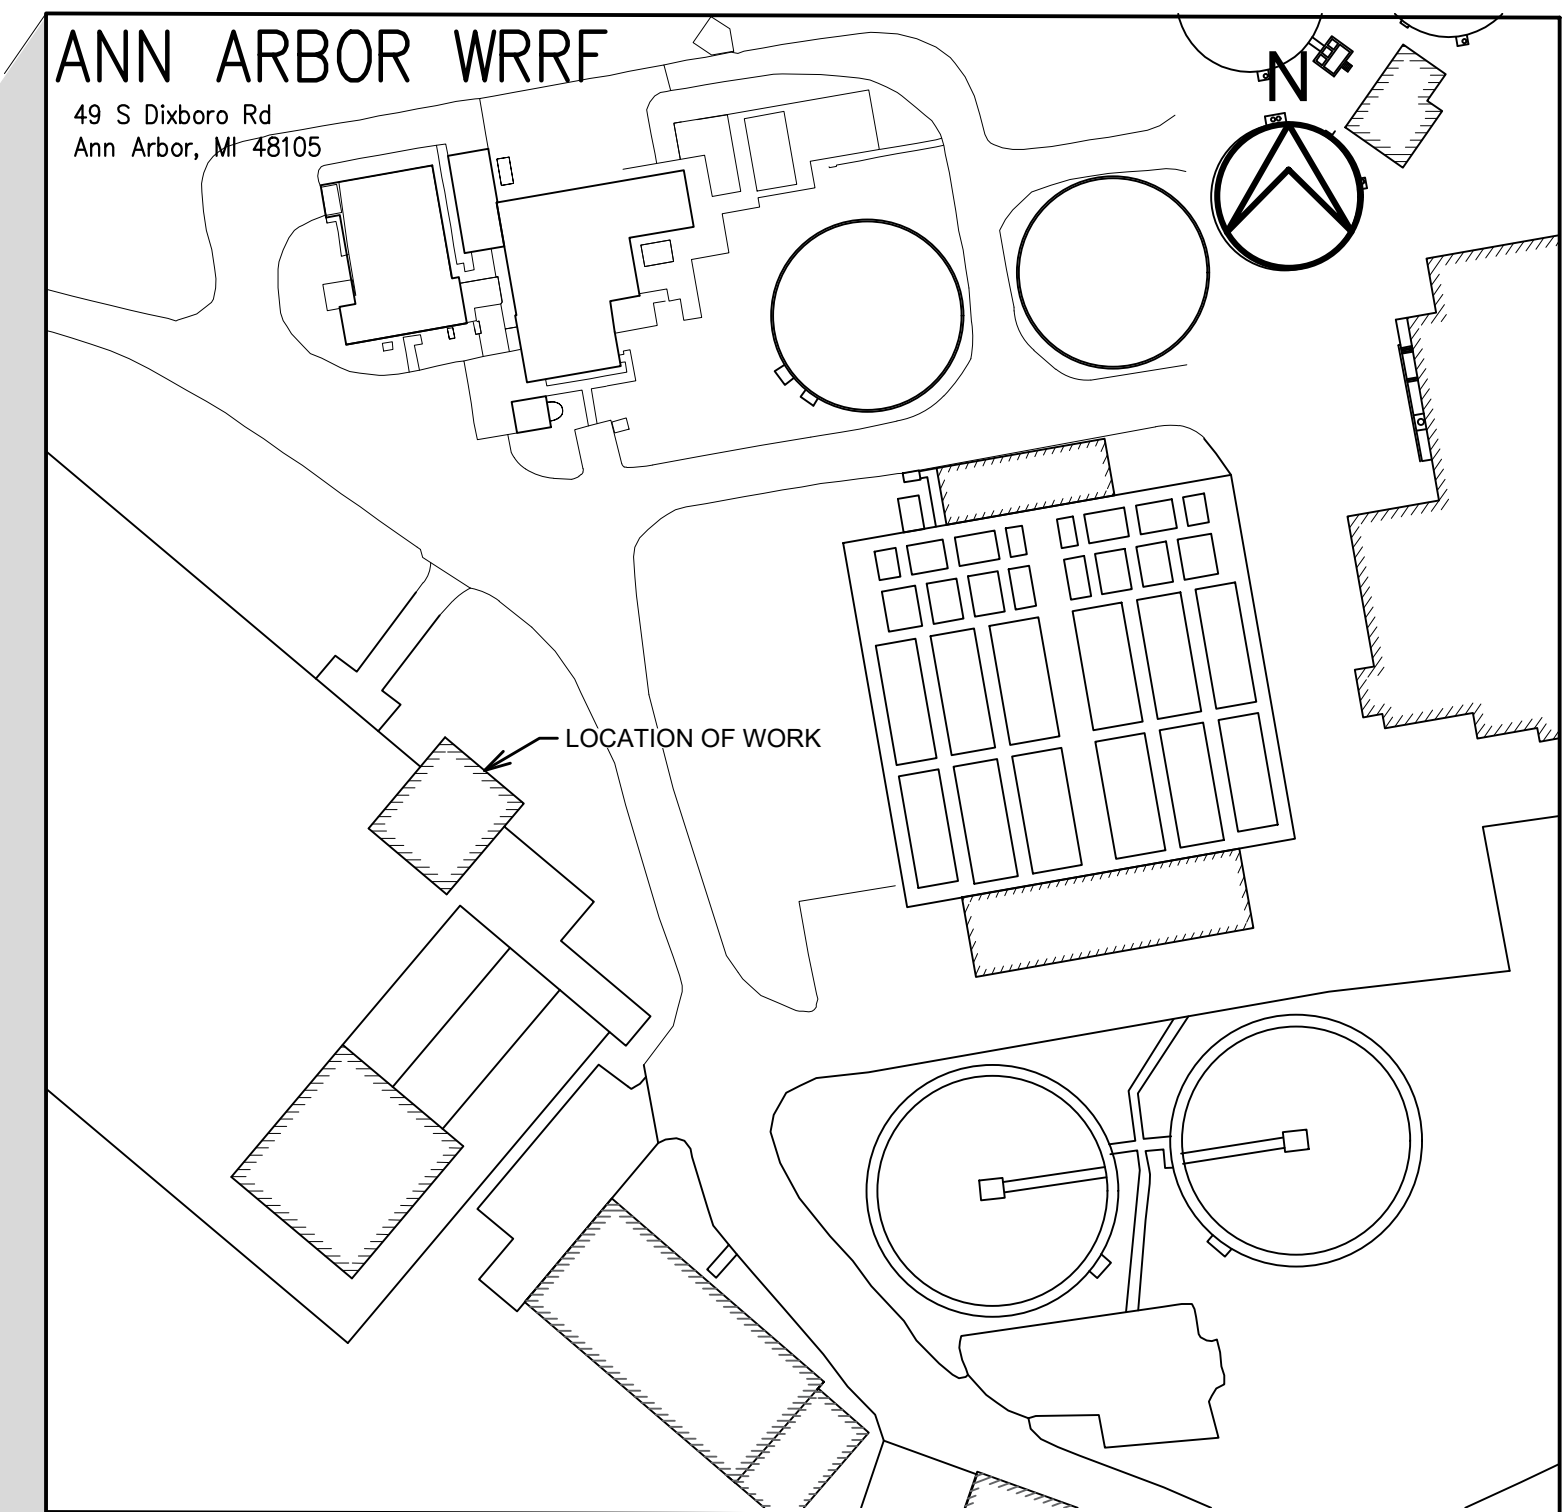 ANN ARBOR WRRF
49 S Dixboro Rd
Ann Arbor, MI 48105
N
LOCATION OF WORK